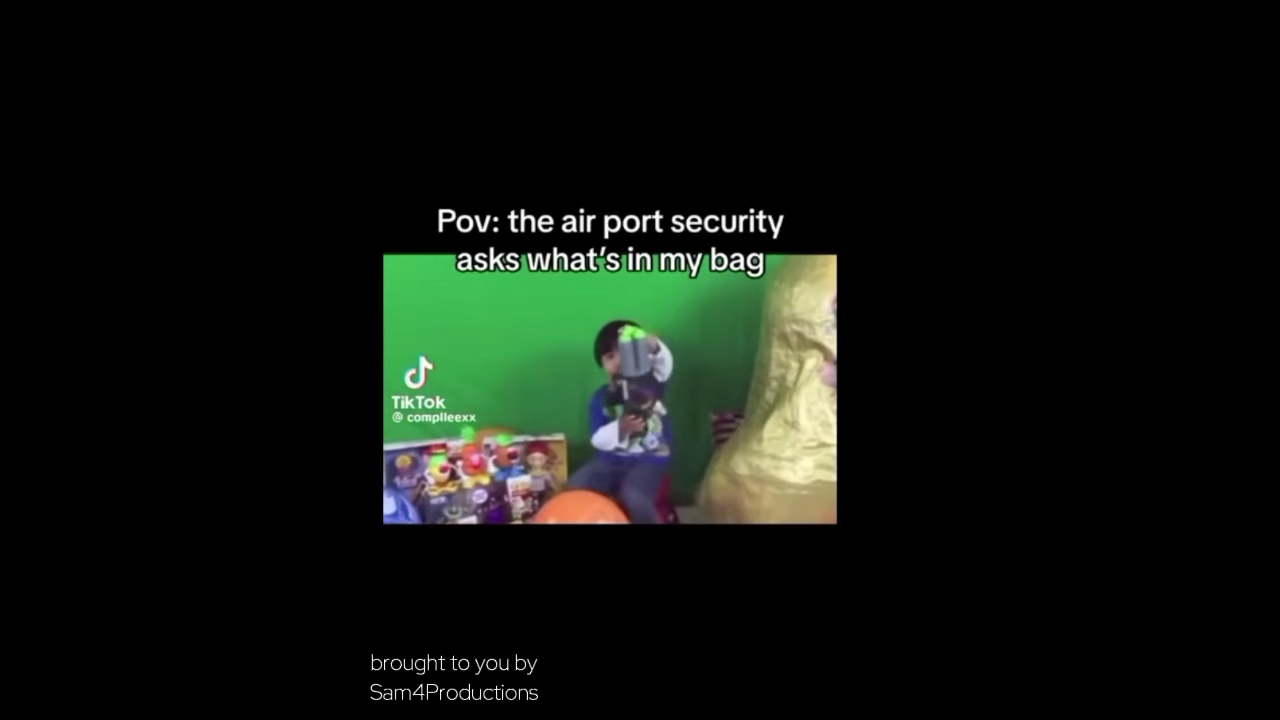 Pov: the air port security
asks what's in my bag
TikTok
@ complleexx
brought to you by
Sam4Productions